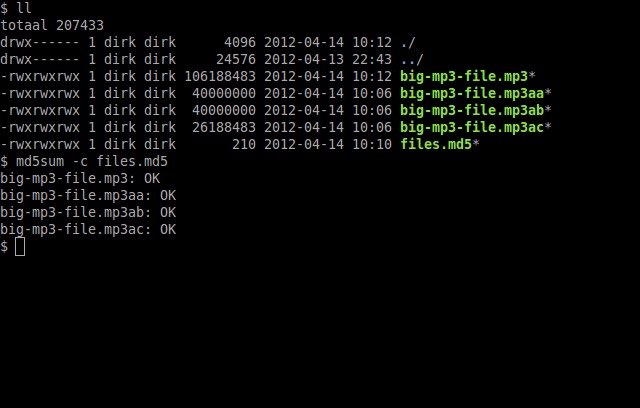 $ ll
totaal 207433
drwx------ 1 dirk dirk      4096 2012-04-14 10:12 ./
drwx------ 1 dirk dirk     24576 2012-04-13 22:43 ../
-rwxrwxrwx 1 dirk dirk 106188483 2012-04-14 10:12 big-mp3-file.mp3*
-rwxrwxrwx 1 dirk dirk  40000000 2012-04-14 10:06 big-mp3-file.mp3aa*
-rwxrwxrwx 1 dirk dirk  40000000 2012-04-14 10:06 big-mp3-file.mp3ab*
-rwxrwxrwx 1 dirk dirk  26188483 2012-04-14 10:06 big-mp3-file.mp3ac*
-rwxrwxrwx 1 dirk dirk       210 2012-04-14 10:10 files.md5*
$ md5sum -c files.md5
big-mp3-file.mp3: OK
big-mp3-file.mp3aa: OK
big-mp3-file.mp3ab: OK
big-mp3-file.mp3ac: OK
$